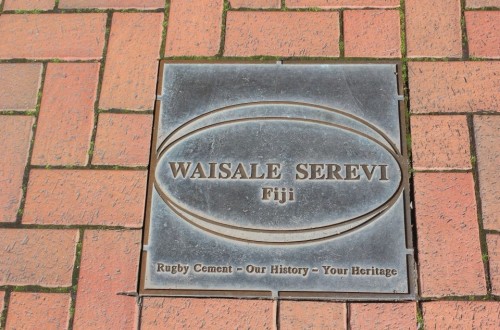 WAISALE SEREVI
Fiji
Rugby Cement - Our History - Your Heritage